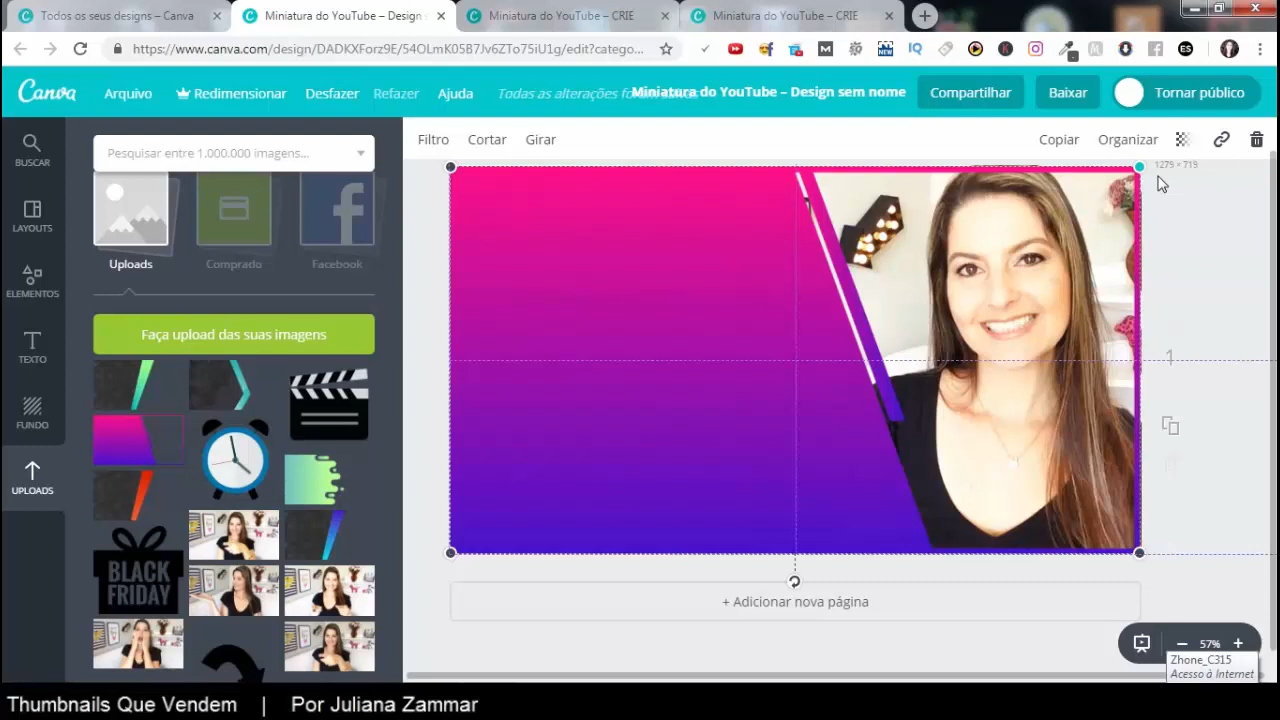 Todos os seus designs – Canva
Miniatura do YouTube – Design s
Miniatura do YouTube – CRIE
Miniatura do YouTube – CRIE
https://www.canva.com/design/DADKXForz9E/54OLmK05B7Jv6ZTo75iU1g/edit?catego...
Canva
Arquivo
Redimensionar
Desfazer
Refazer
Ajuda
Todas as alterações
Miniatura do YouTube – Design sem nome
Compartilhar
Baixar
Tornar público
BUSCAR
LAYOUTS
ELEMENTOS
TEXTO
FUNDO
UPLOADS
Pesquisar entre 1.000.000 imagens...
Uploads
Comprado
Facebook
Faça upload das suas imagens
BLACK
FRIDAY
Filtro
Cortar
Girar
Copiar
Organizar
1279 × 719
1
+ Adicionar nova página
57%
Zhone_C315
Acesso à Internet
Thumbnails Que Vendem | Por Juliana Zammar